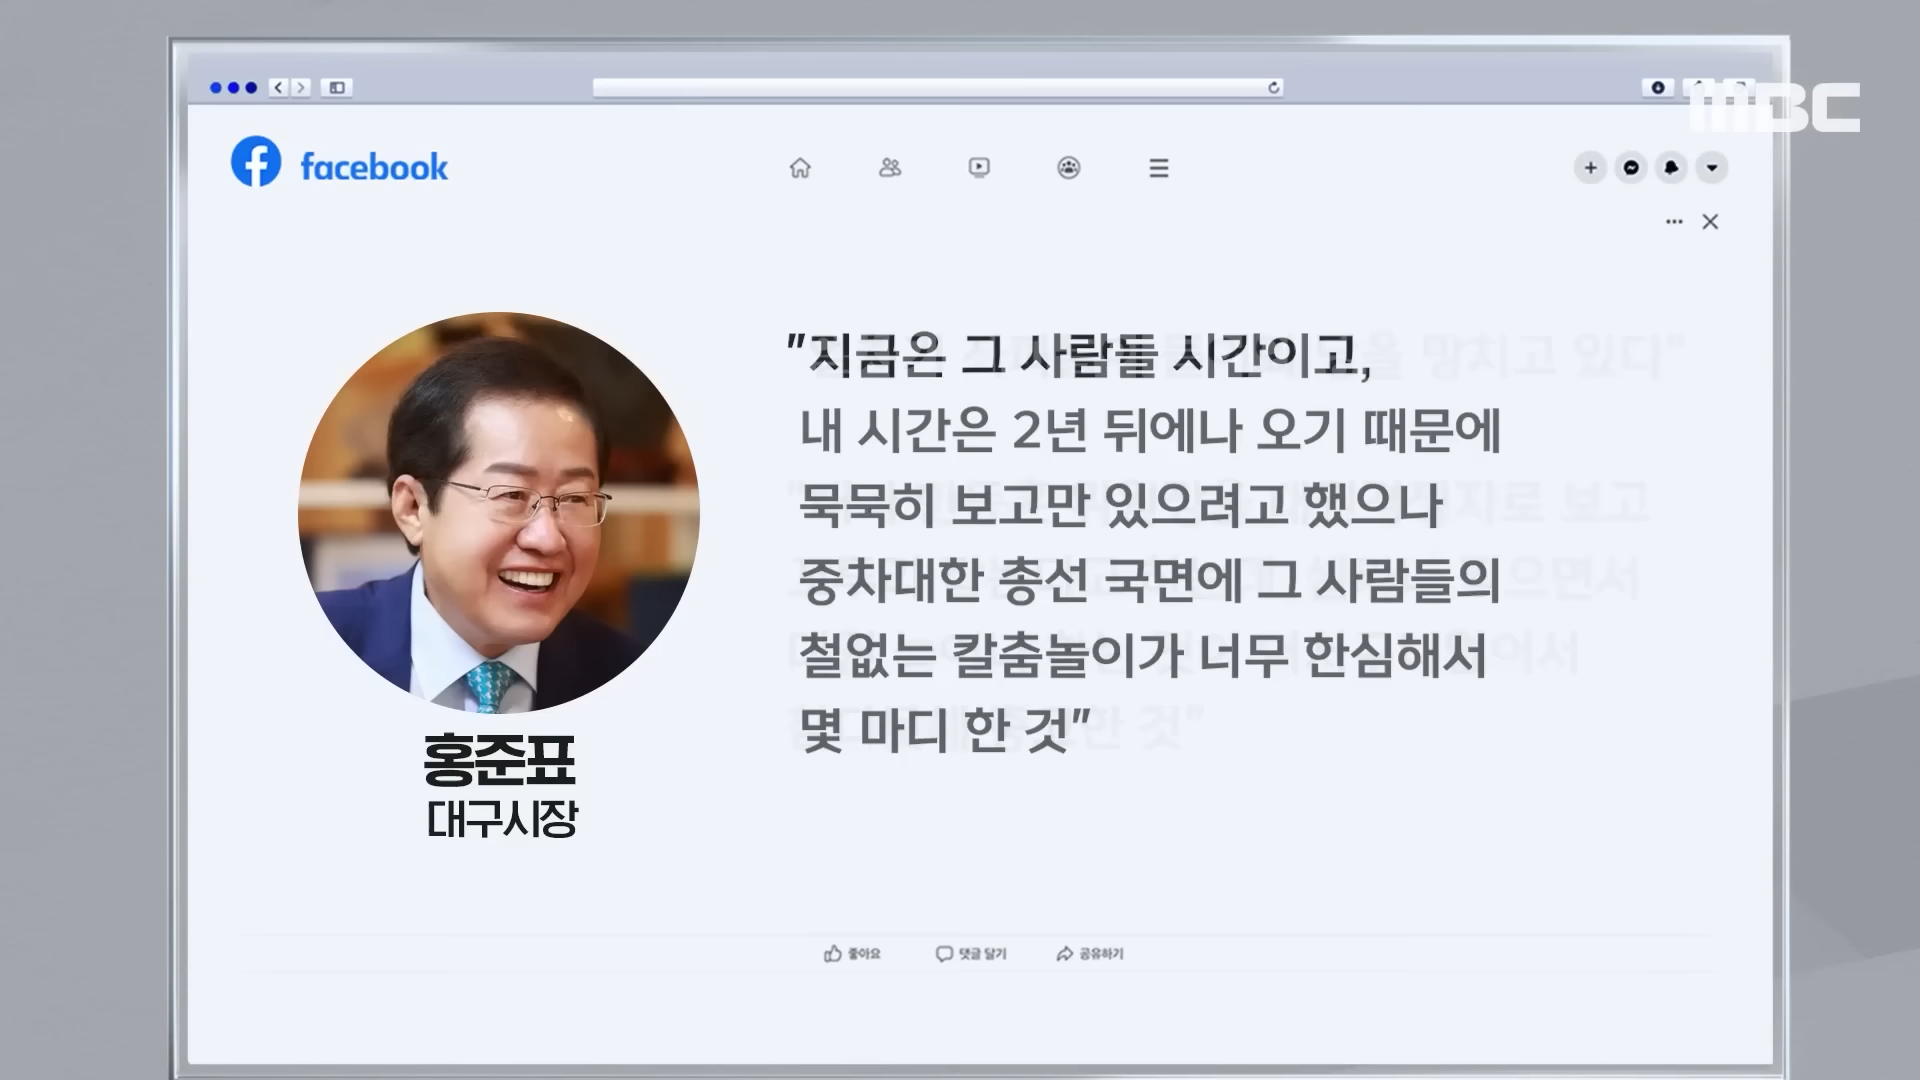 MBC
facebook
"지금은 그 사람들 시간이고,
내 시간은 2년 뒤에나 오기 때문에
묵묵히 보고만 있으려고 했으나
중차대한 총선 국면에 그 사람들의
철없는 칼춤놀이가 너무 한심해서
몇 마디 한 것"
홍준표
대구시장
좋아요 댓글 달기 공유하기